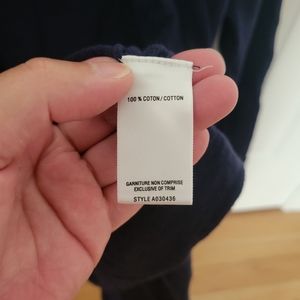 100 % COTON / COTTON
GARNITURE NON COMPRISE
EXCLUSIVE OF TRIM
STYLE A030436